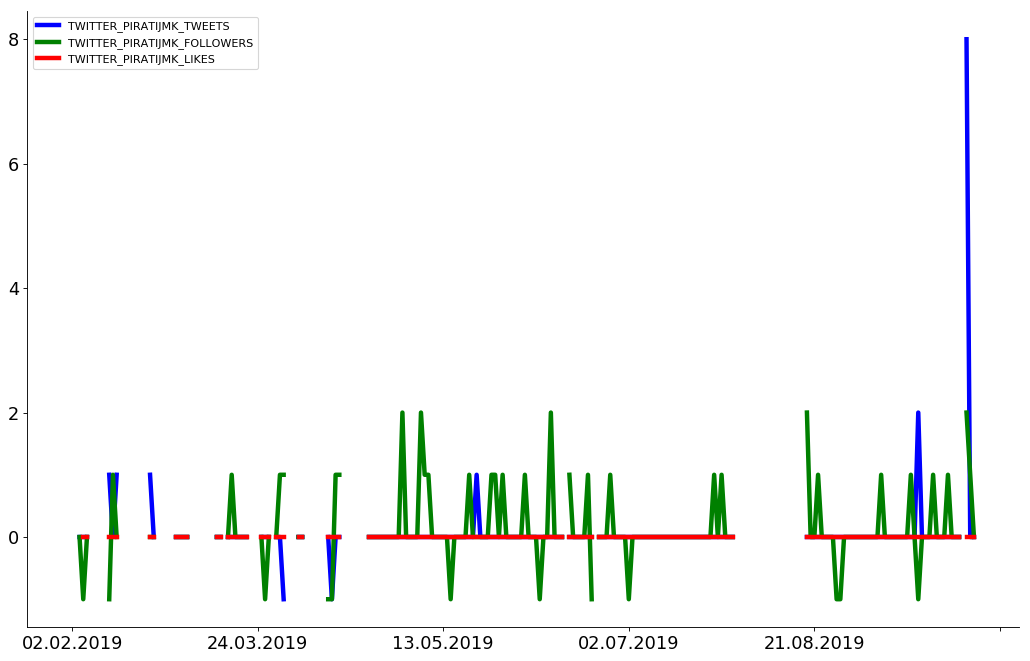 TWITTER_PIRATIJMK_TWEETS
TWITTER_PIRATIJMK_FOLLOWERS
TWITTER_PIRATIJMK_LIKES
8
6
4
2
0
02.02.2019 24.03.2019 13.05.2019 02.07.2019 21.08.2019